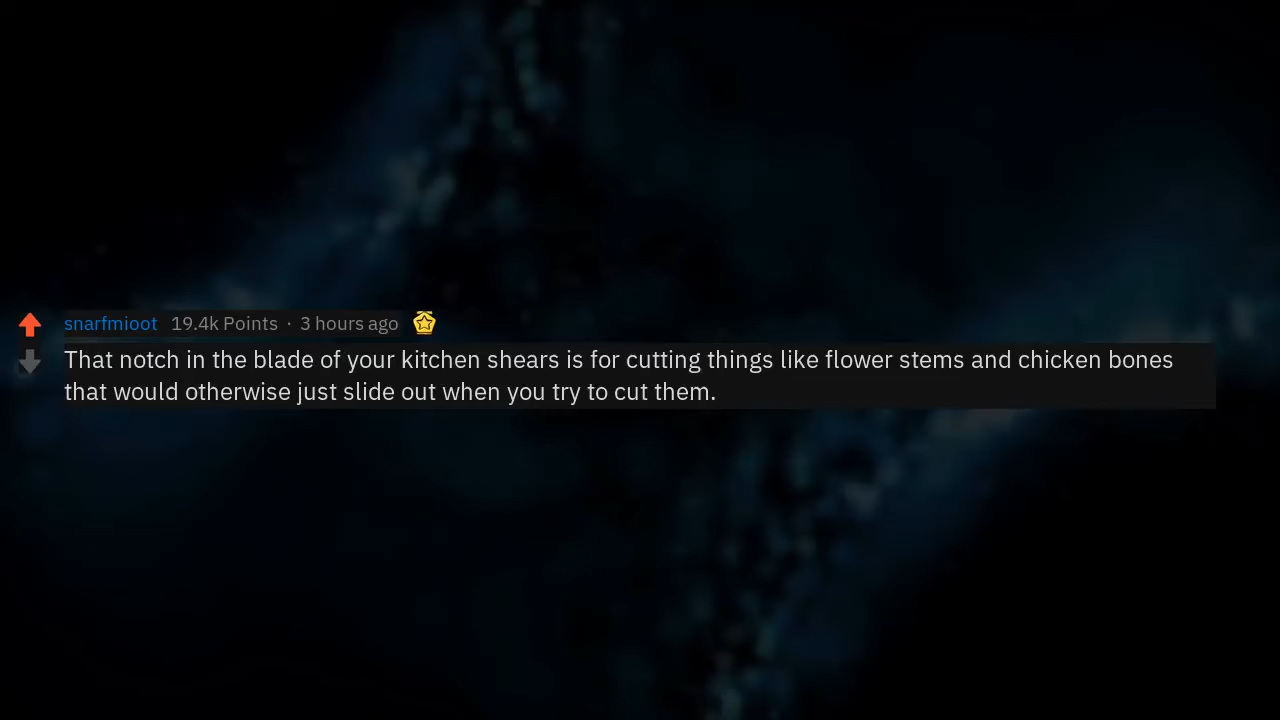 snarfmioot 19.4k Points · 3 hours ago
That notch in the blade of your kitchen shears is for cutting things like flower stems and chicken bones
that would otherwise just slide out when you try to cut them.